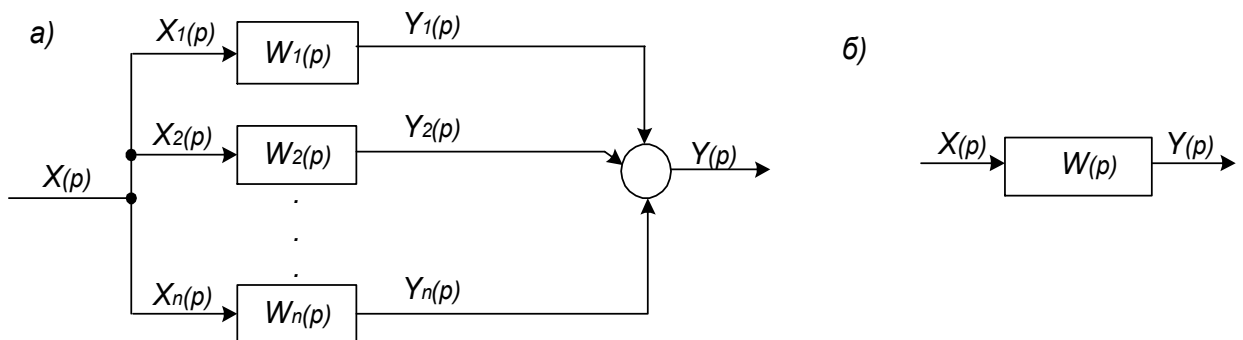 а)
X1(p)
W1(p)
Y1(p)
б)
X2(p)
W2(p)
Y2(p)
X(p)
Y(p)
X(p)
W(p)
Y(p)
.
.
.
Xn(p)
Wn(p)
Yn(p)